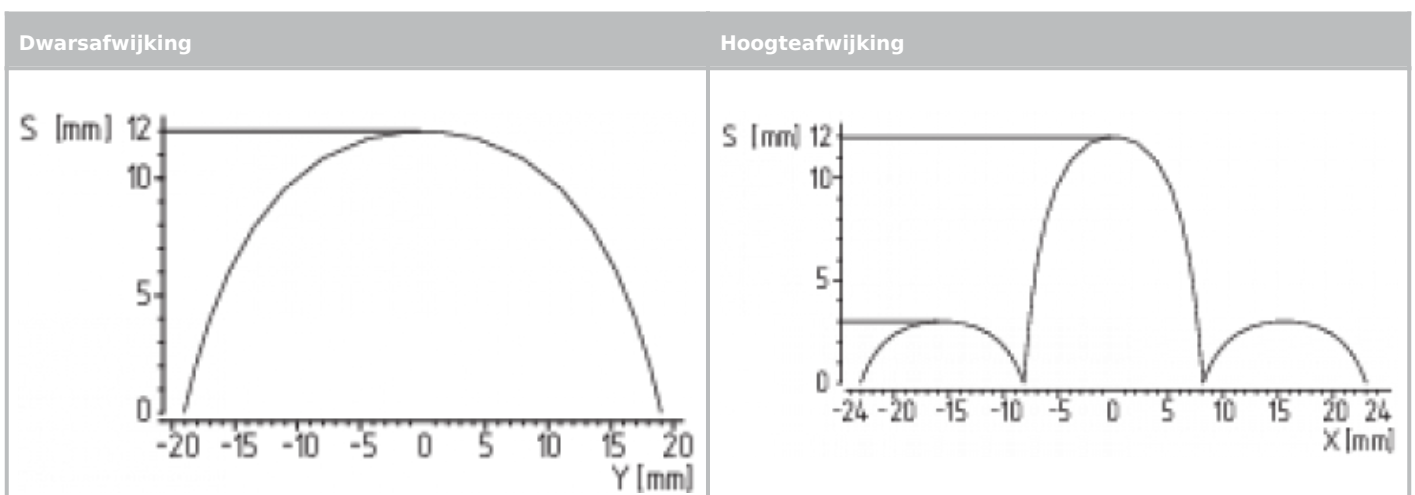 Dwarsafwijking
Hoogteafwijking
S [mm] 12
10
5
0
-20 -15 -10 -5 0 5 10 15 20
Y [mm]
S [mm] 12
10
5
0
-24 -20 -15 -10 -5 0 5 10 15 20 24
X [mm]